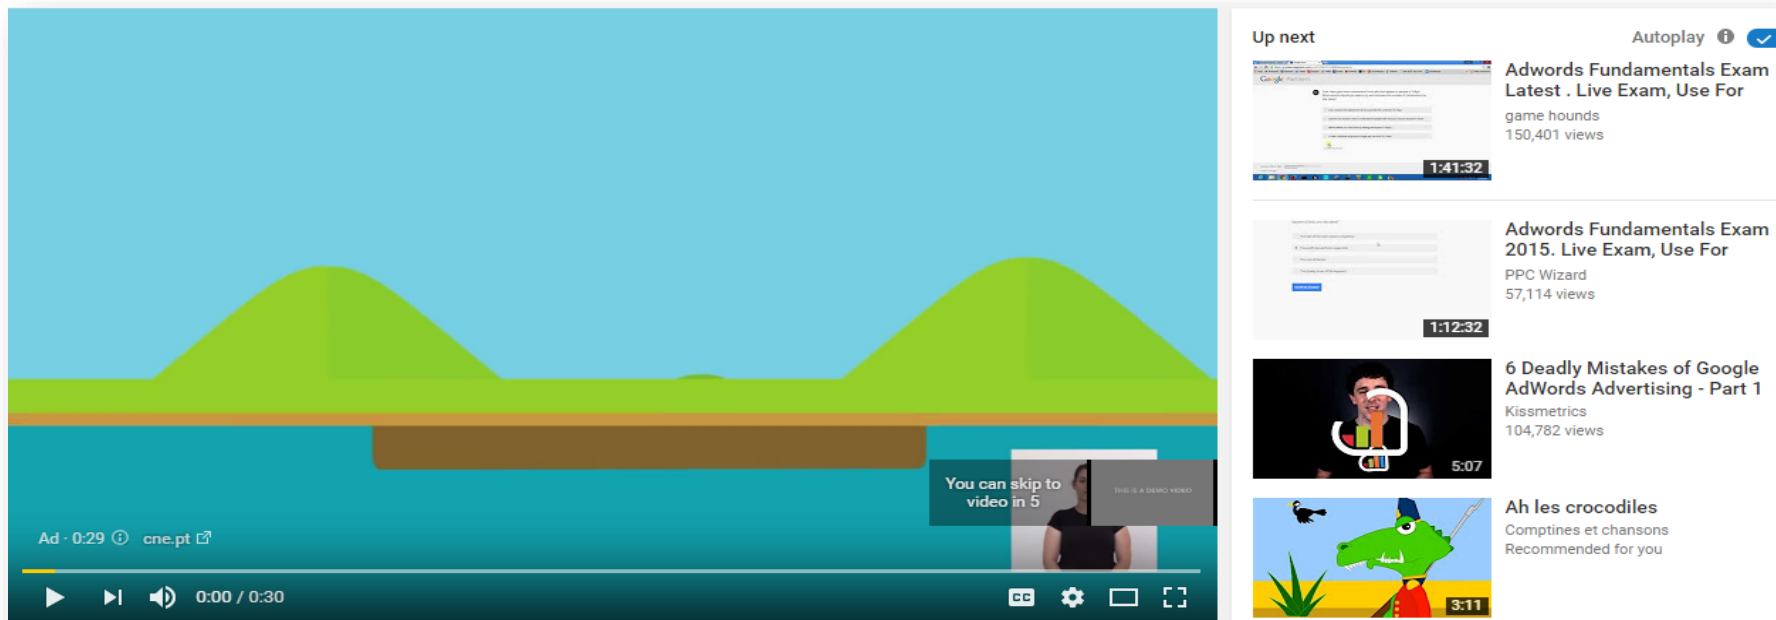 You can skip to
video in 5
THIS IS A DEMO VIDEO
Ad · 0:29
cne.pt
0:00 / 0:30
CC
Up next
Autoplay
Google Partners
1:41:32
Adwords Fundamentals Exam
Latest . Live Exam, Use For
game hounds
150,401 views
1:12:32
Adwords Fundamentals Exam
2015. Live Exam, Use For
PPC Wizard
57,114 views
5:07
6 Deadly Mistakes of Google
AdWords Advertising - Part 1
Kissmetrics
104,782 views
3:11
Ah les crocodiles
Comptines et chansons
Recommended for you